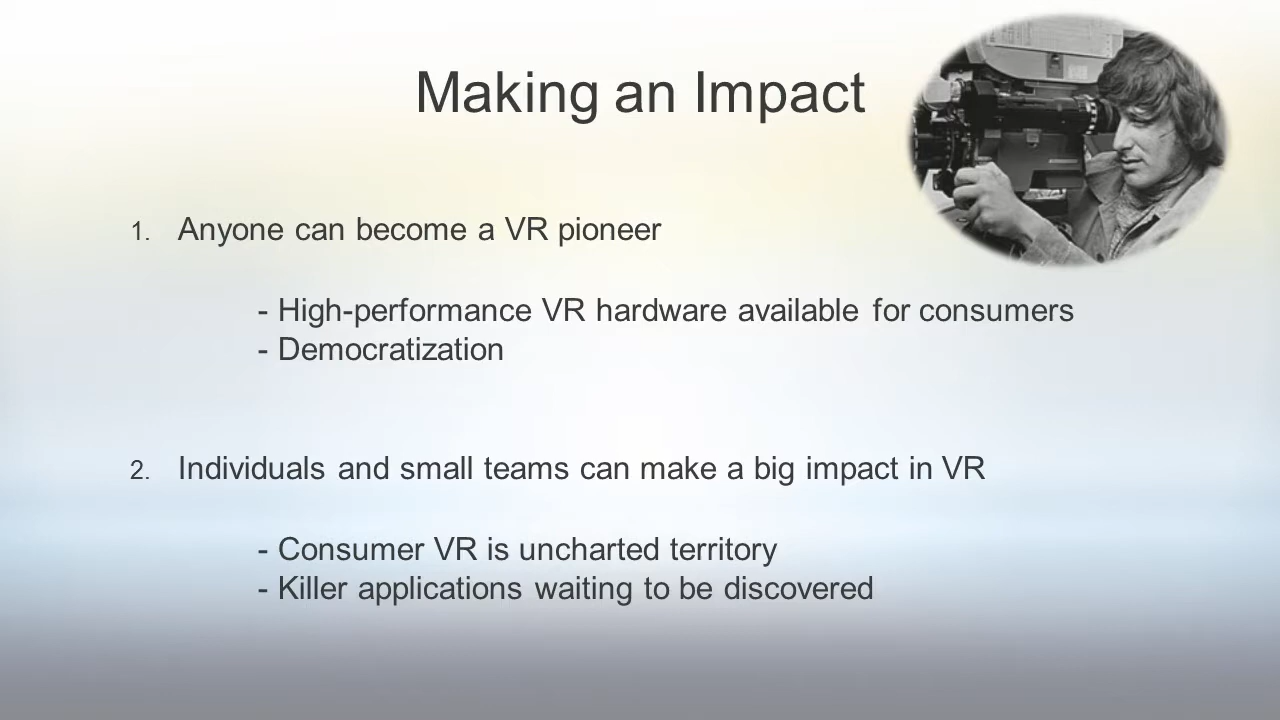 Making an Impact
1. Anyone can become a VR pioneer
- High-performance VR hardware available for consumers
- Democratization
2. Individuals and small teams can make a big impact in VR
- Consumer VR is uncharted territory
- Killer applications waiting to be discovered